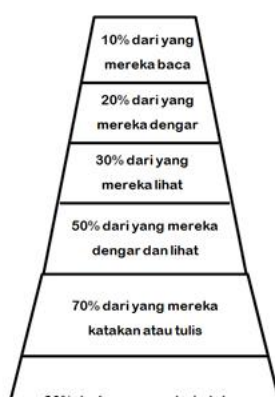 10% dari yang
mereka baca
20% dari yang
mereka dengar
30% dari yang
mereka lihat
50% dari yang mereka
dengar dan lihat
70% dari yang mereka
katakan atau tulis